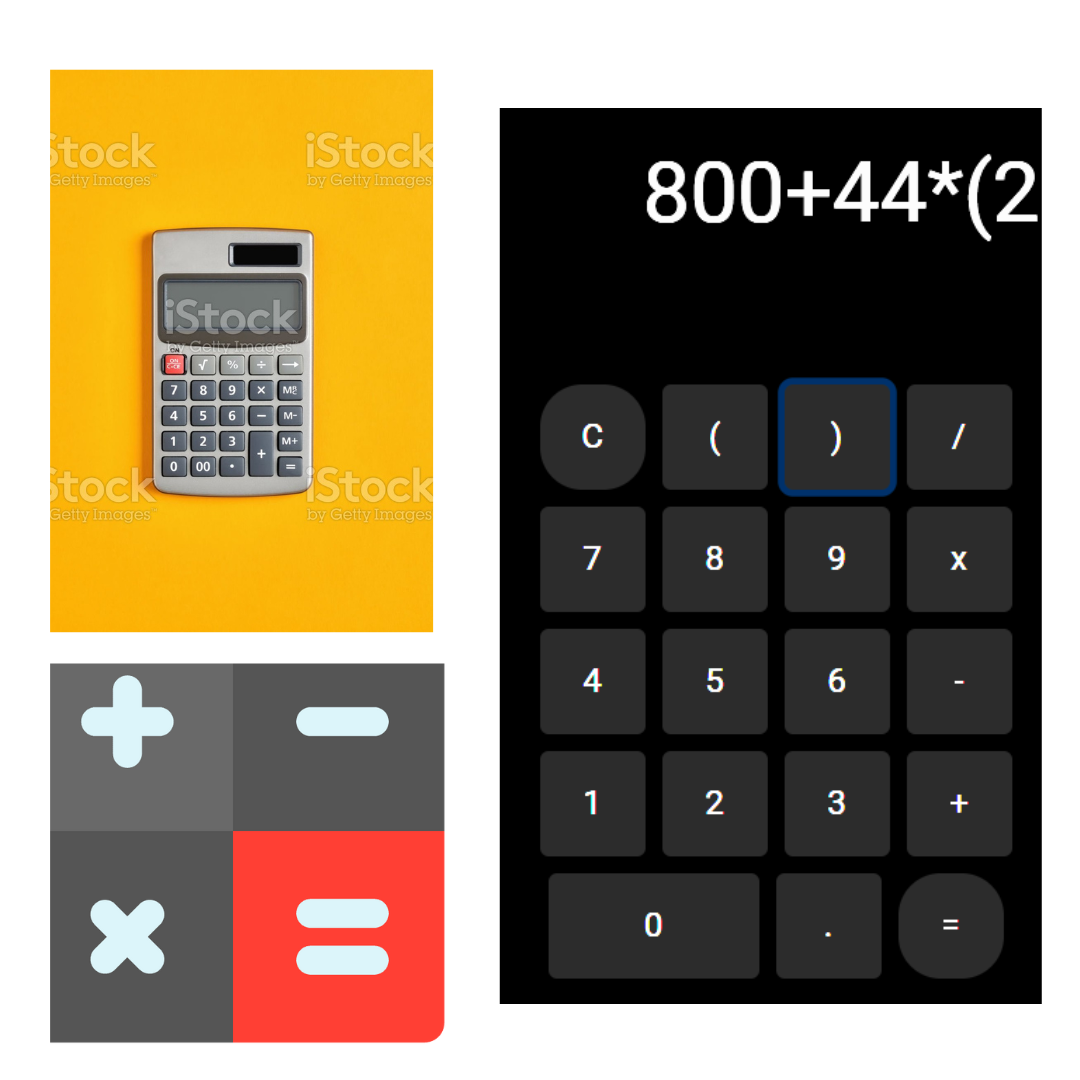 iStock
by Getty Images
iStock
by Getty Images
iStock
by Getty Images
ON
C•CE
√ % ÷ →
7 8 9 ×
4 5 6 − M−
1 2 3 + M+
0 00 . =
iStock
by Getty Images
iStock
by Getty Images
+ −
× =
800+44*(2
C ( ) /
7 8 9 x
4 5 6 -
1 2 3 +
0 . =